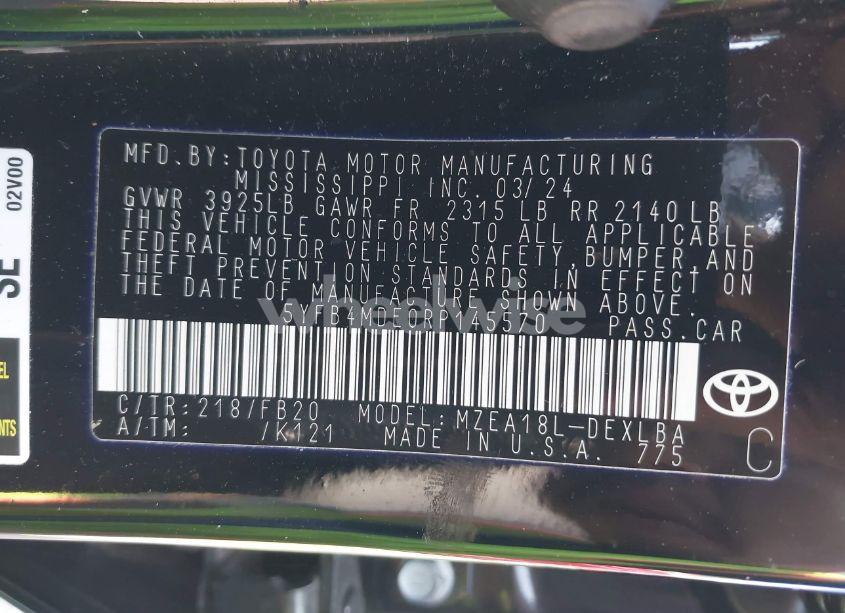 MFD.BY:TOYOTA MOTOR MANUFACTURING
MISSISSIPPI INC. 03/24
GVWR 3925LB GAWR FR 2315 LB RR 2140 LB
THIS VEHICLE CONFORMS TO ALL APPLICABLE
FEDERAL MOTOR VEHICLE SAFETY,BUMPER,AND
THEFT PREVENTION STANDARDS IN EFFECT ON
THE DATE OF MANUFACTURE SHOWN ABOVE.
PASS.CAR
wheelwise
C/TR:218/FB20 MODEL:MZEA18L-DEXLBA
A/TM: /K121 MADE IN U.S.A. 775
C
SE
02V00